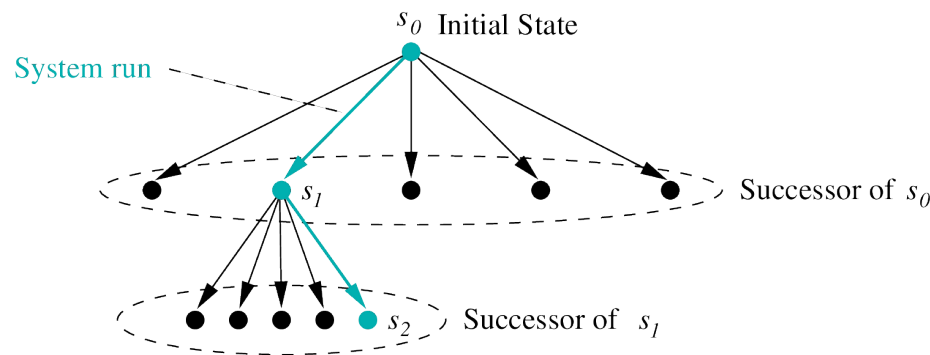 s0 Initial State
System run
s1
Successor of s0
s2
Successor of s1